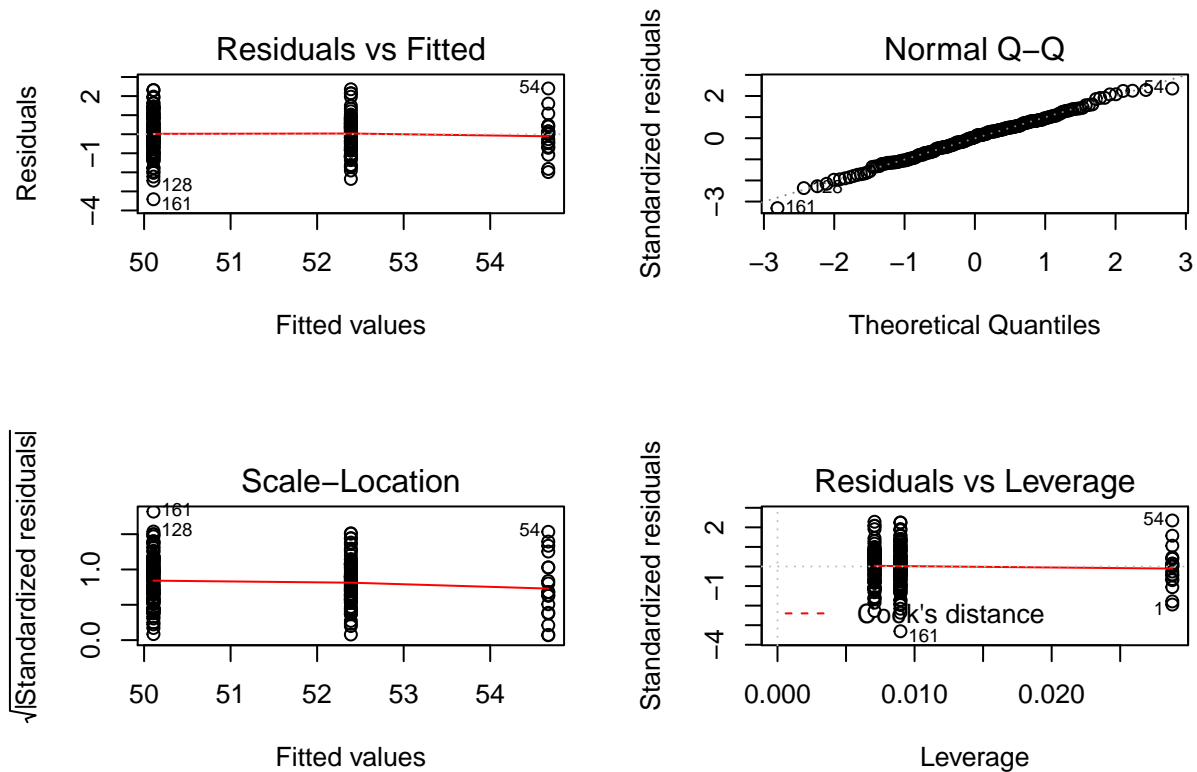 Residuals vs Fitted
Residuals
2
−1
−4
54
128
161
50 51 52 53 54
Fitted values
Normal Q−Q
Standardized residuals
2
0
−3
54
161
−3 −2 −1 0 1 2 3
Theoretical Quantiles
Scale−Location
√|Standardized residuals|
1.0
0.0
161
128
54
50 51 52 53 54
Fitted values
Residuals vs Leverage
Standardized residuals
2
−1
−4
54
1
Cook's distance
161
0.000 0.010 0.020
Leverage